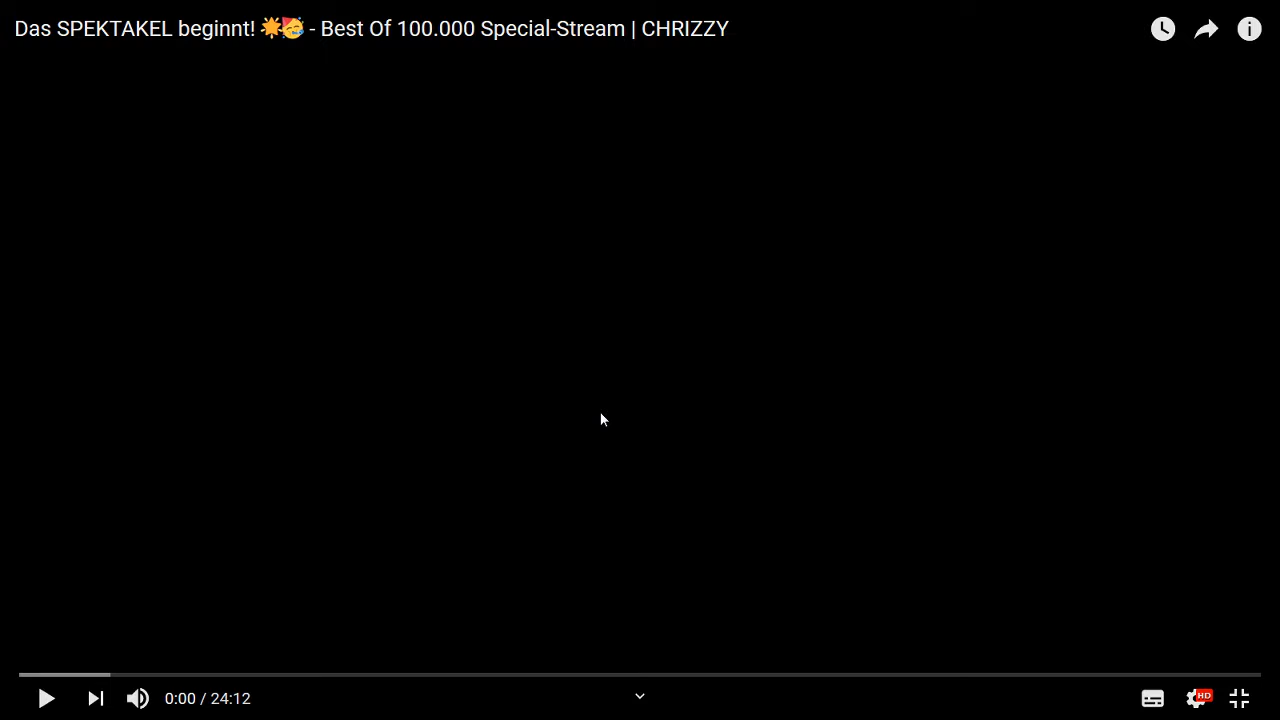 Das SPEKTAKEL beginnt! 🌟🥳 - Best Of 100.000 Special-Stream | CHRIZZY
0:00 / 24:12
HD